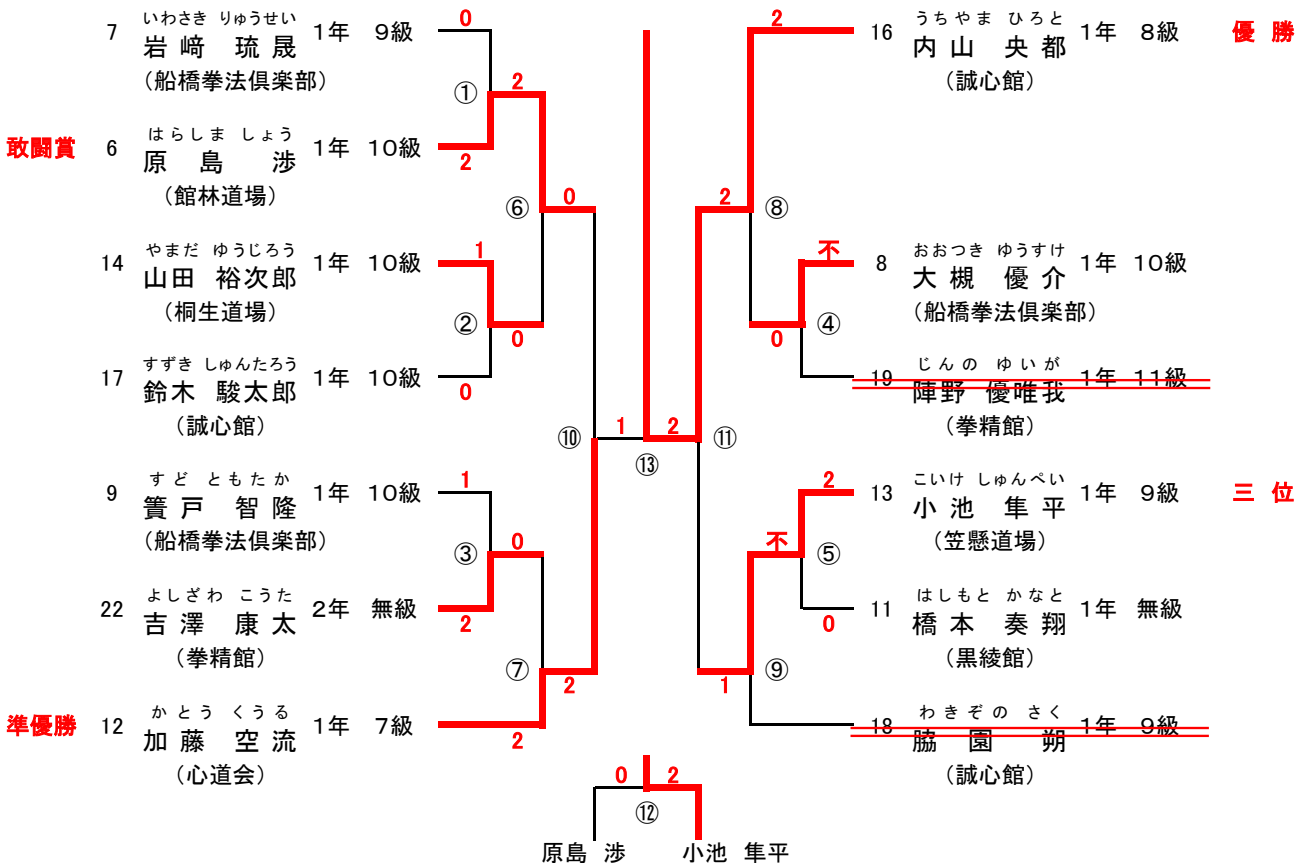 いわさき りゅうせい
7 岩﨑 琉晟 1年 9級 0
（船橋拳法倶楽部）
① 2
はらしま しょう
敢闘賞 6 原島 渉 1年 10級 2
（館林道場）
⑥ 0
やまだ ゆうじろう
14 山田 裕次郎 1年 10級 1
（桐生道場）
② 0
すずき しゅんたろう
17 鈴木 駿太郎 1年 10級 0
（誠心館）
⑩ 1
すど ともたか
9 簀戸 智隆 1年 10級 1
（船橋拳法倶楽部）
③ 0
よしざわ こうた
22 吉澤 康太 2年 無級 2
（拳精館）
⑦ 2
かとう くうる
準優勝 12 加藤 空流 1年 7級 2
（心道会）
⑬
うちやま ひろと
2 16 内山 央都 1年 8級 優勝
（誠心館）
2 ⑧
おおつき ゆうすけ
不 8 大槻 優介 1年 10級
（船橋拳法倶楽部）
0 ④
じんの ゆいが
19 陣野 優唯我 1年 11級
（拳精館）
2 ⑪
こいけ しゅんぺい
2 13 小池 隼平 1年 9級 三位
（笠懸道場）
不 ⑤
はしもと かなと
0 11 橋本 奏翔 1年 無級
（黒綾館）
1 ⑨
わきぞの さく
18 脇園 朔 1年 9級
（誠心館）
0 2
⑫
原島 渉 小池 隼平